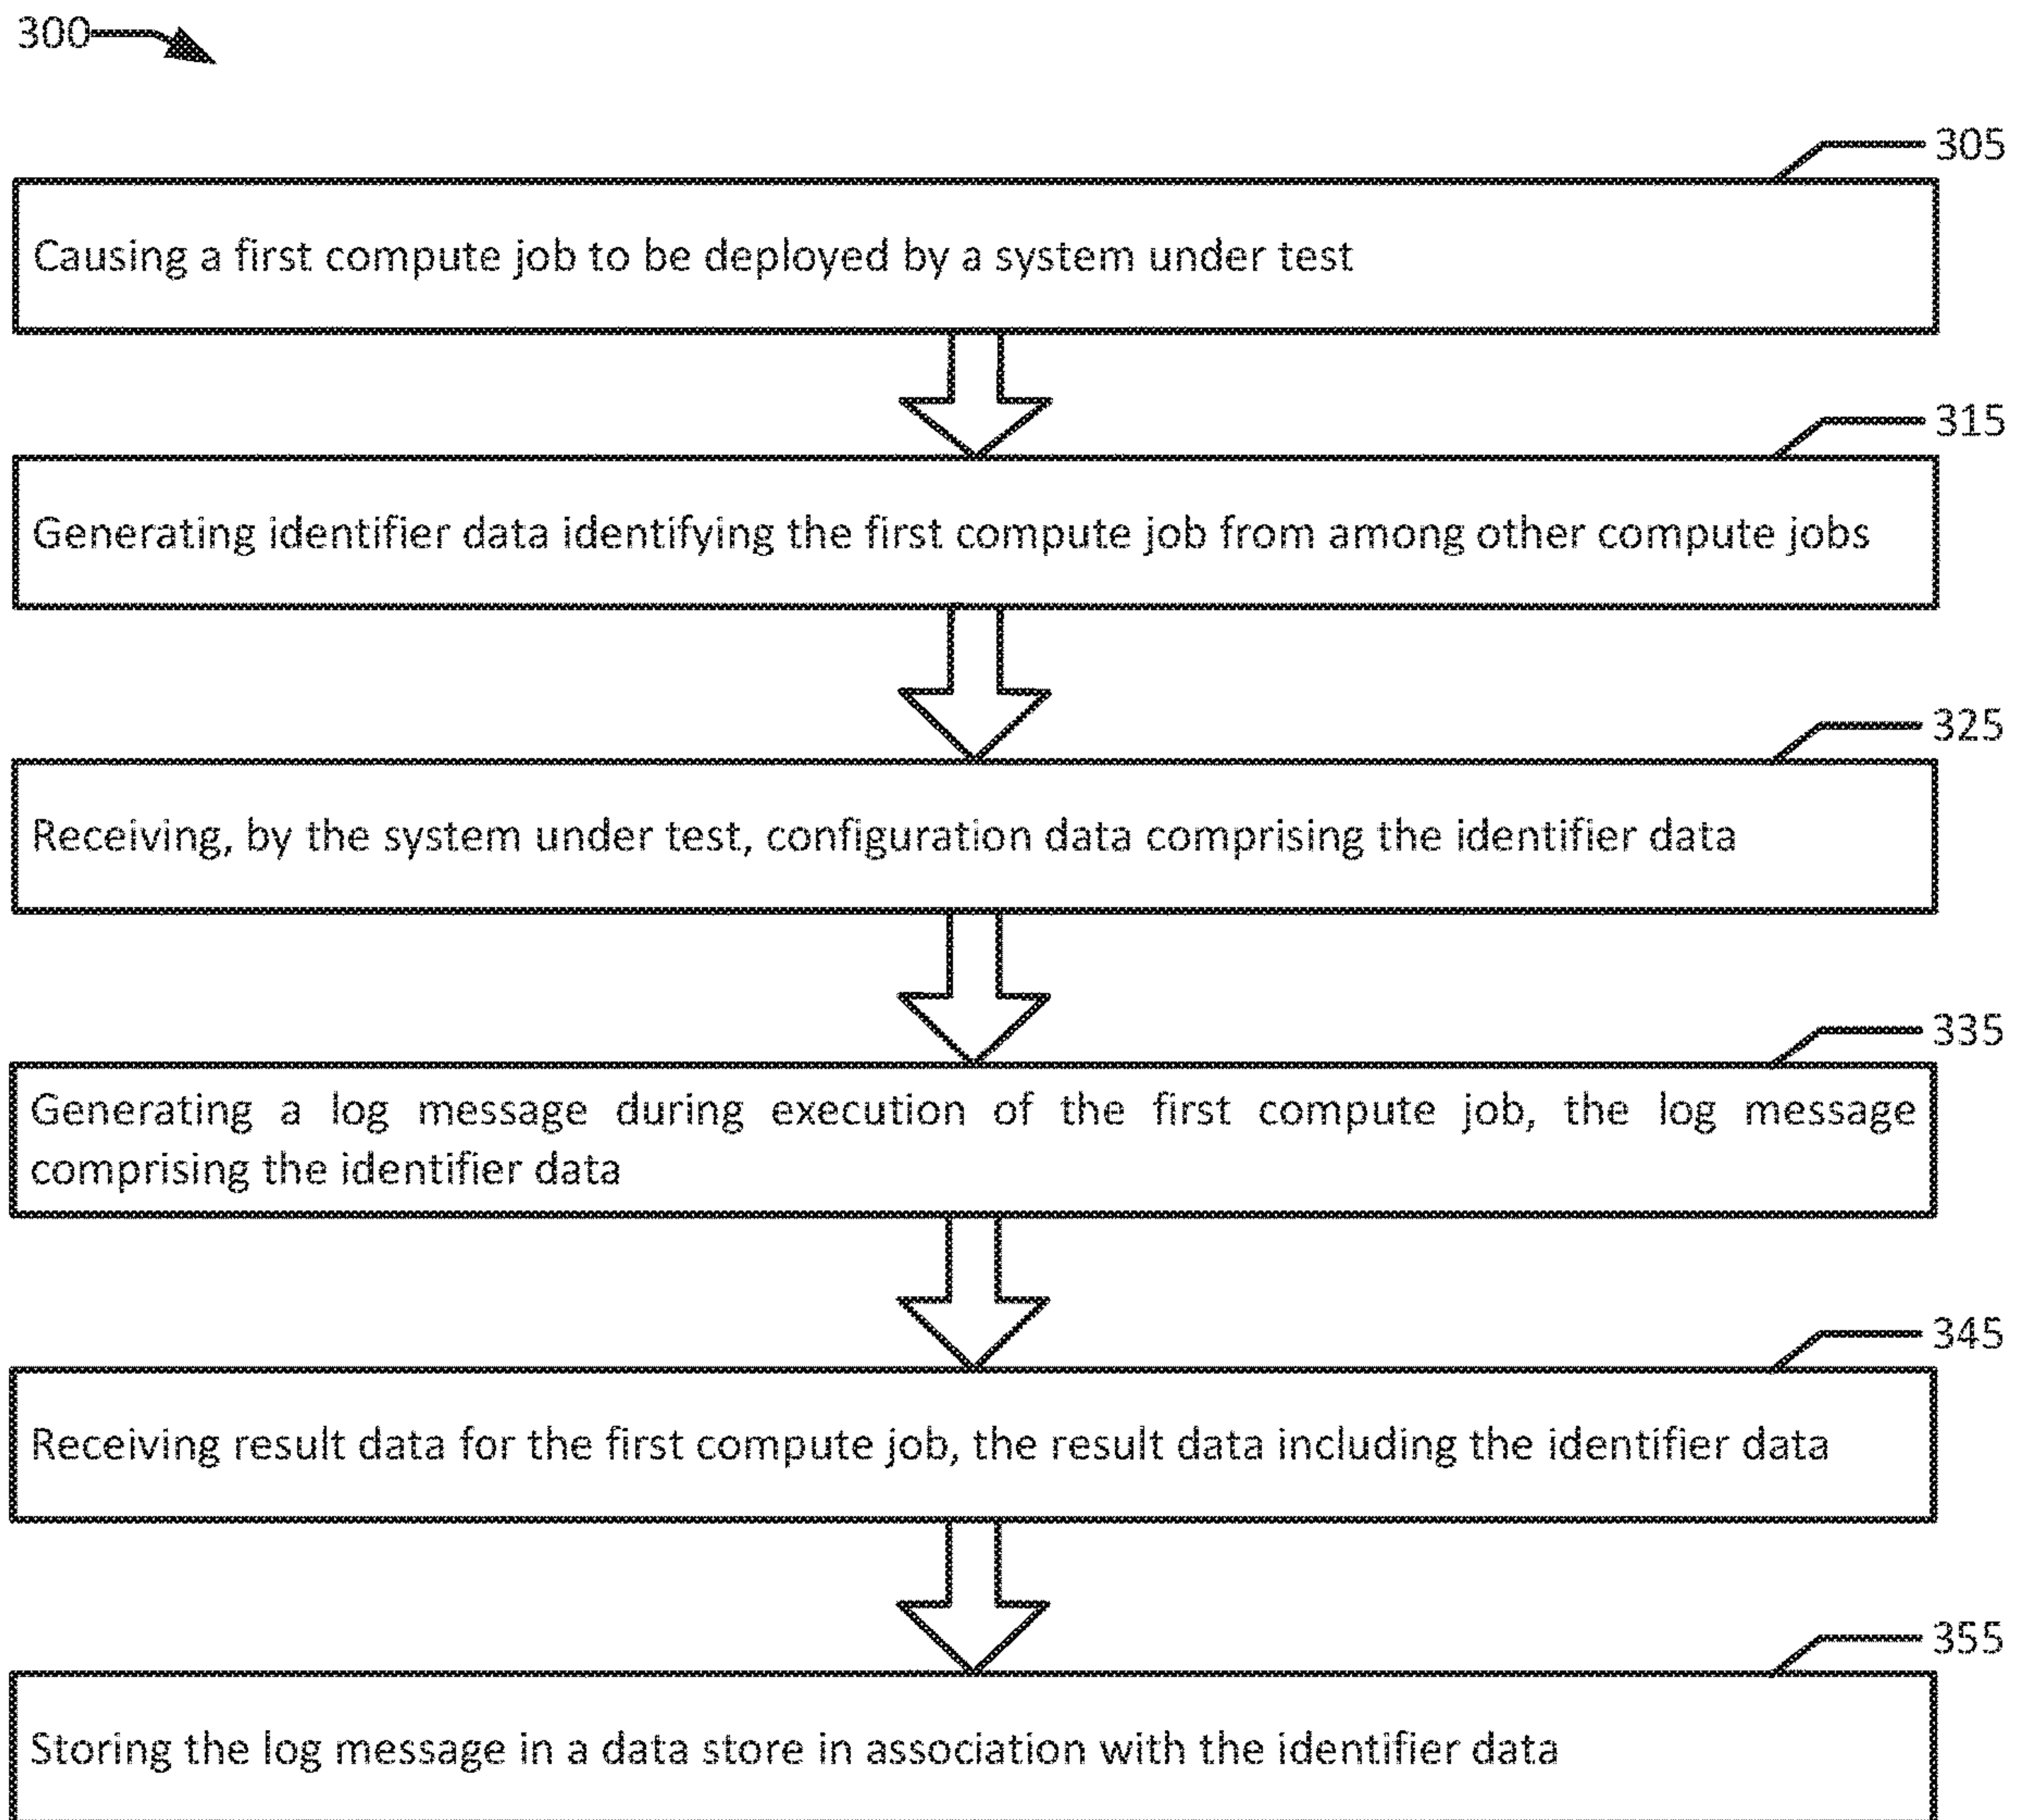 300
305
Causing a first compute job to be deployed by a system under test
315
Generating identifier data identifying the first compute job from among other compute jobs
325
Receiving, by the system under test, configuration data comprising the identifier data
335
Generating a log message during execution of the first compute job, the log message
comprising the identifier data
345
Receiving result data for the first compute job, the result data including the identifier data
355
Storing the log message in a data store in association with the identifier data